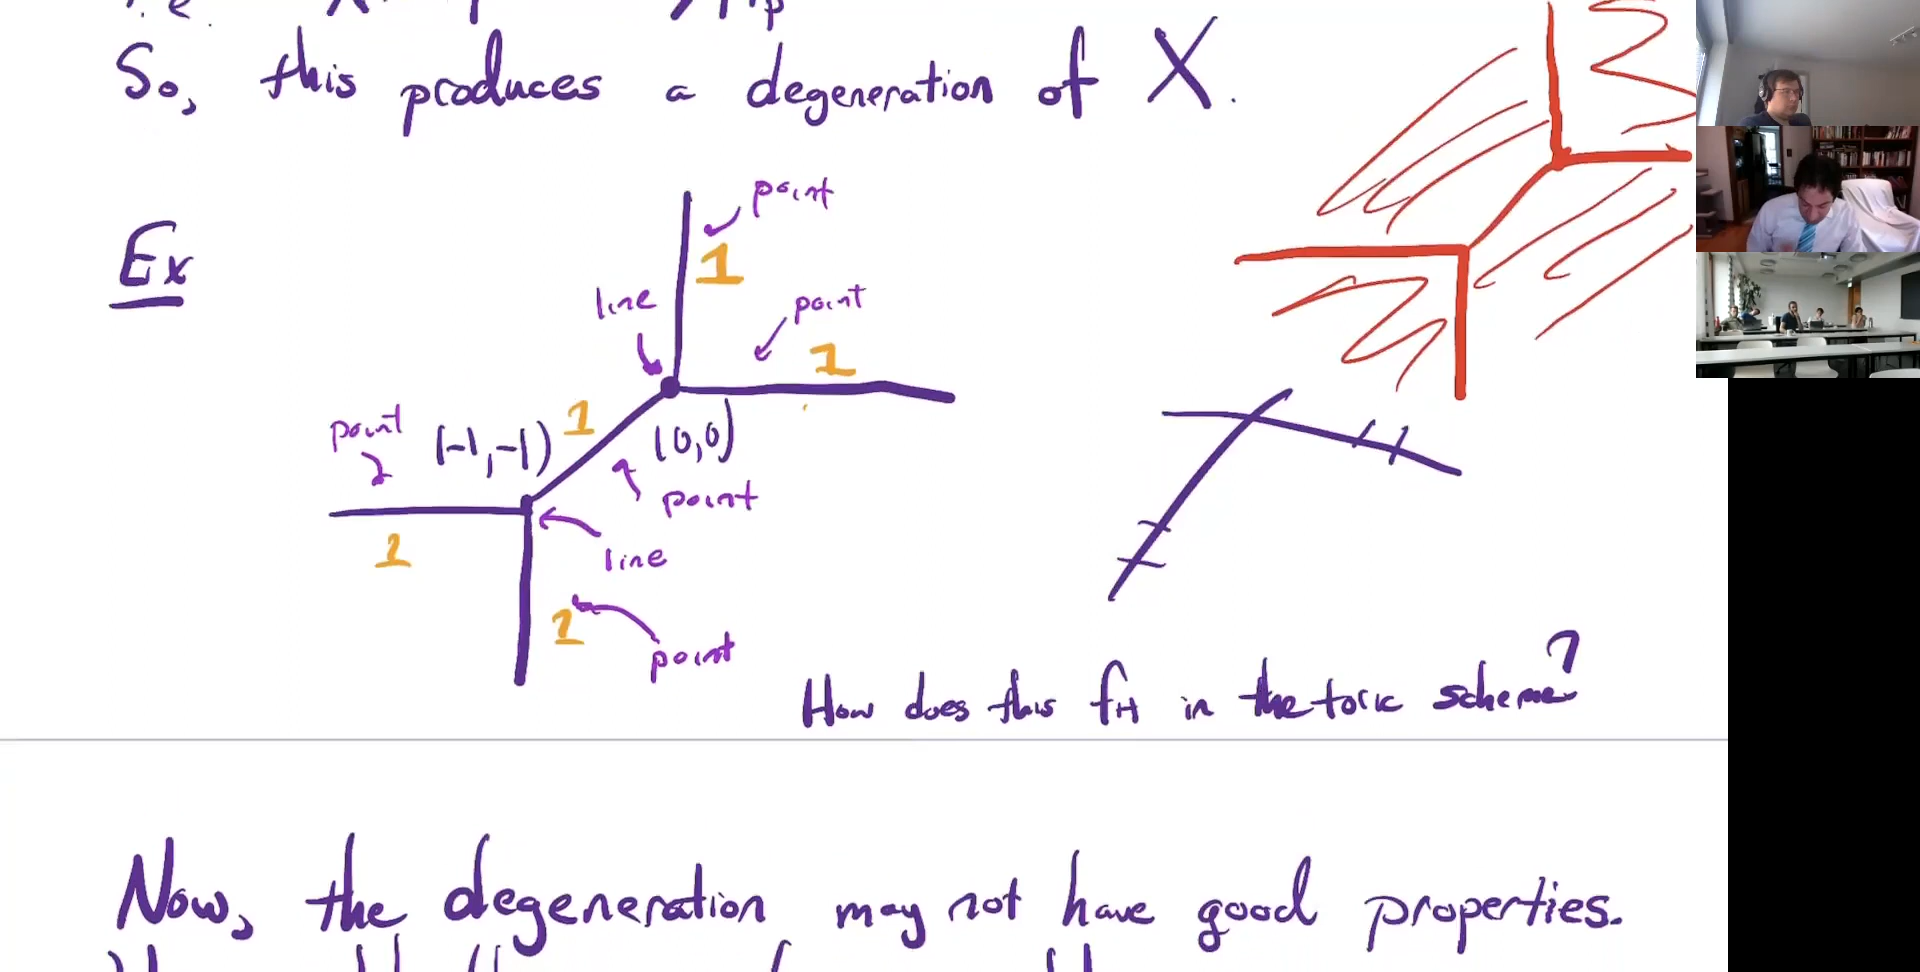 So, this produces a degeneration of X.
Ex
point
1
line
point
1
point
(-1,-1)
1
(0,0)
point
1
line
1
point
How does this fit in the toric scheme?
Now, the degeneration may not have good properties.